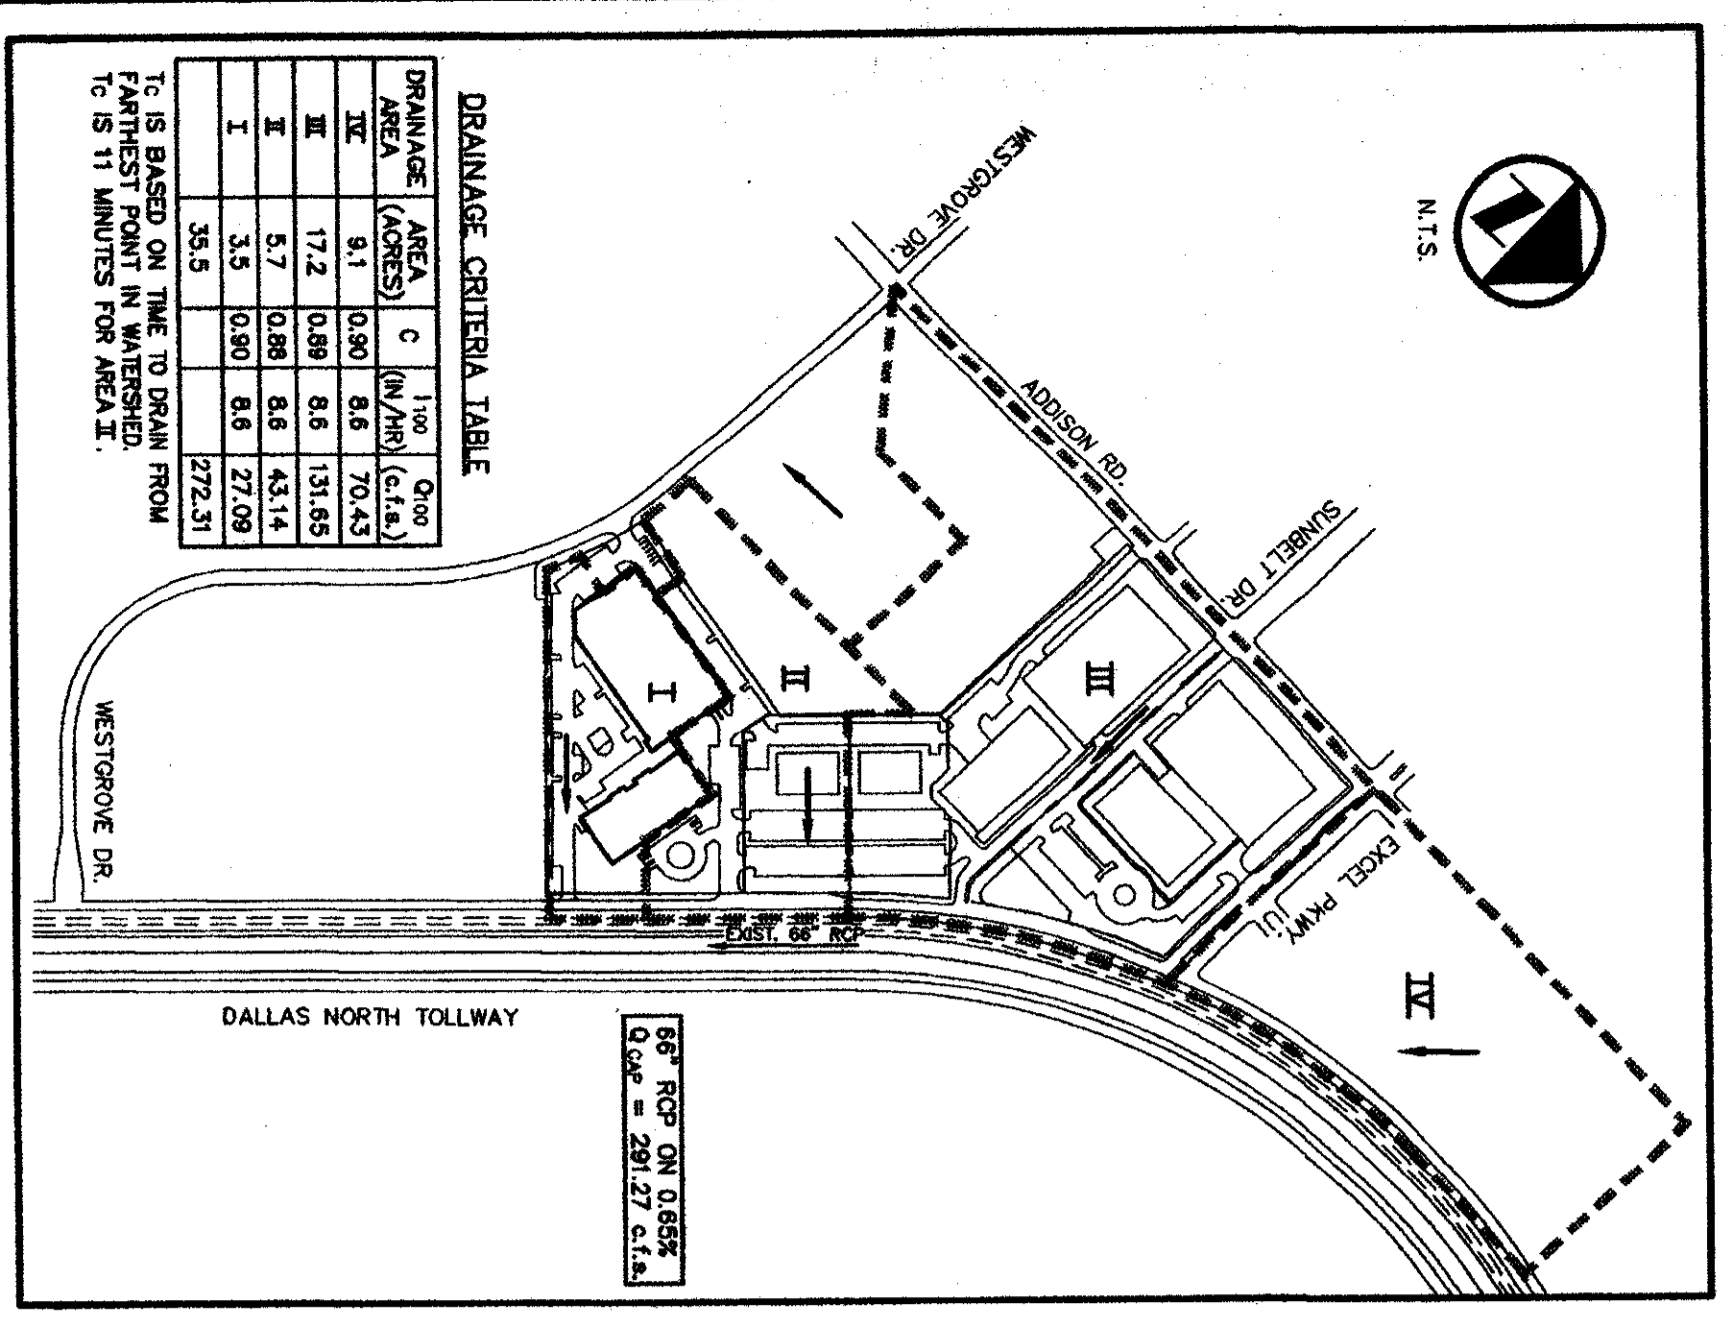 N.T.S.
WESTGROVE DR.
ADDISON RD.
SUNBELT DR.
EXCEL PKWY.
DRAINAGE CRITERIA TABLE
DRAINAGE AREA AREA (ACRES) C I100 (IN/HR) Q100 (c.f.s.)
IV 9.1 0.90 8.6 70.43
III 17.2 0.89 8.6 131.65
II 5.7 0.88 8.6 43.14
I 3.5 0.90 8.6 27.09
35.5 272.31
Tc IS BASED ON TIME TO DRAIN FROM
FARTHEST POINT IN WATERSHED.
Tc IS 11 MINUTES FOR AREA II.
I
II
III
IV
EXIST. 66" RCP
WESTGROVE DR.
DALLAS NORTH TOLLWAY
66" RCP ON 0.65%
QCAP = 291.27 c.f.s.